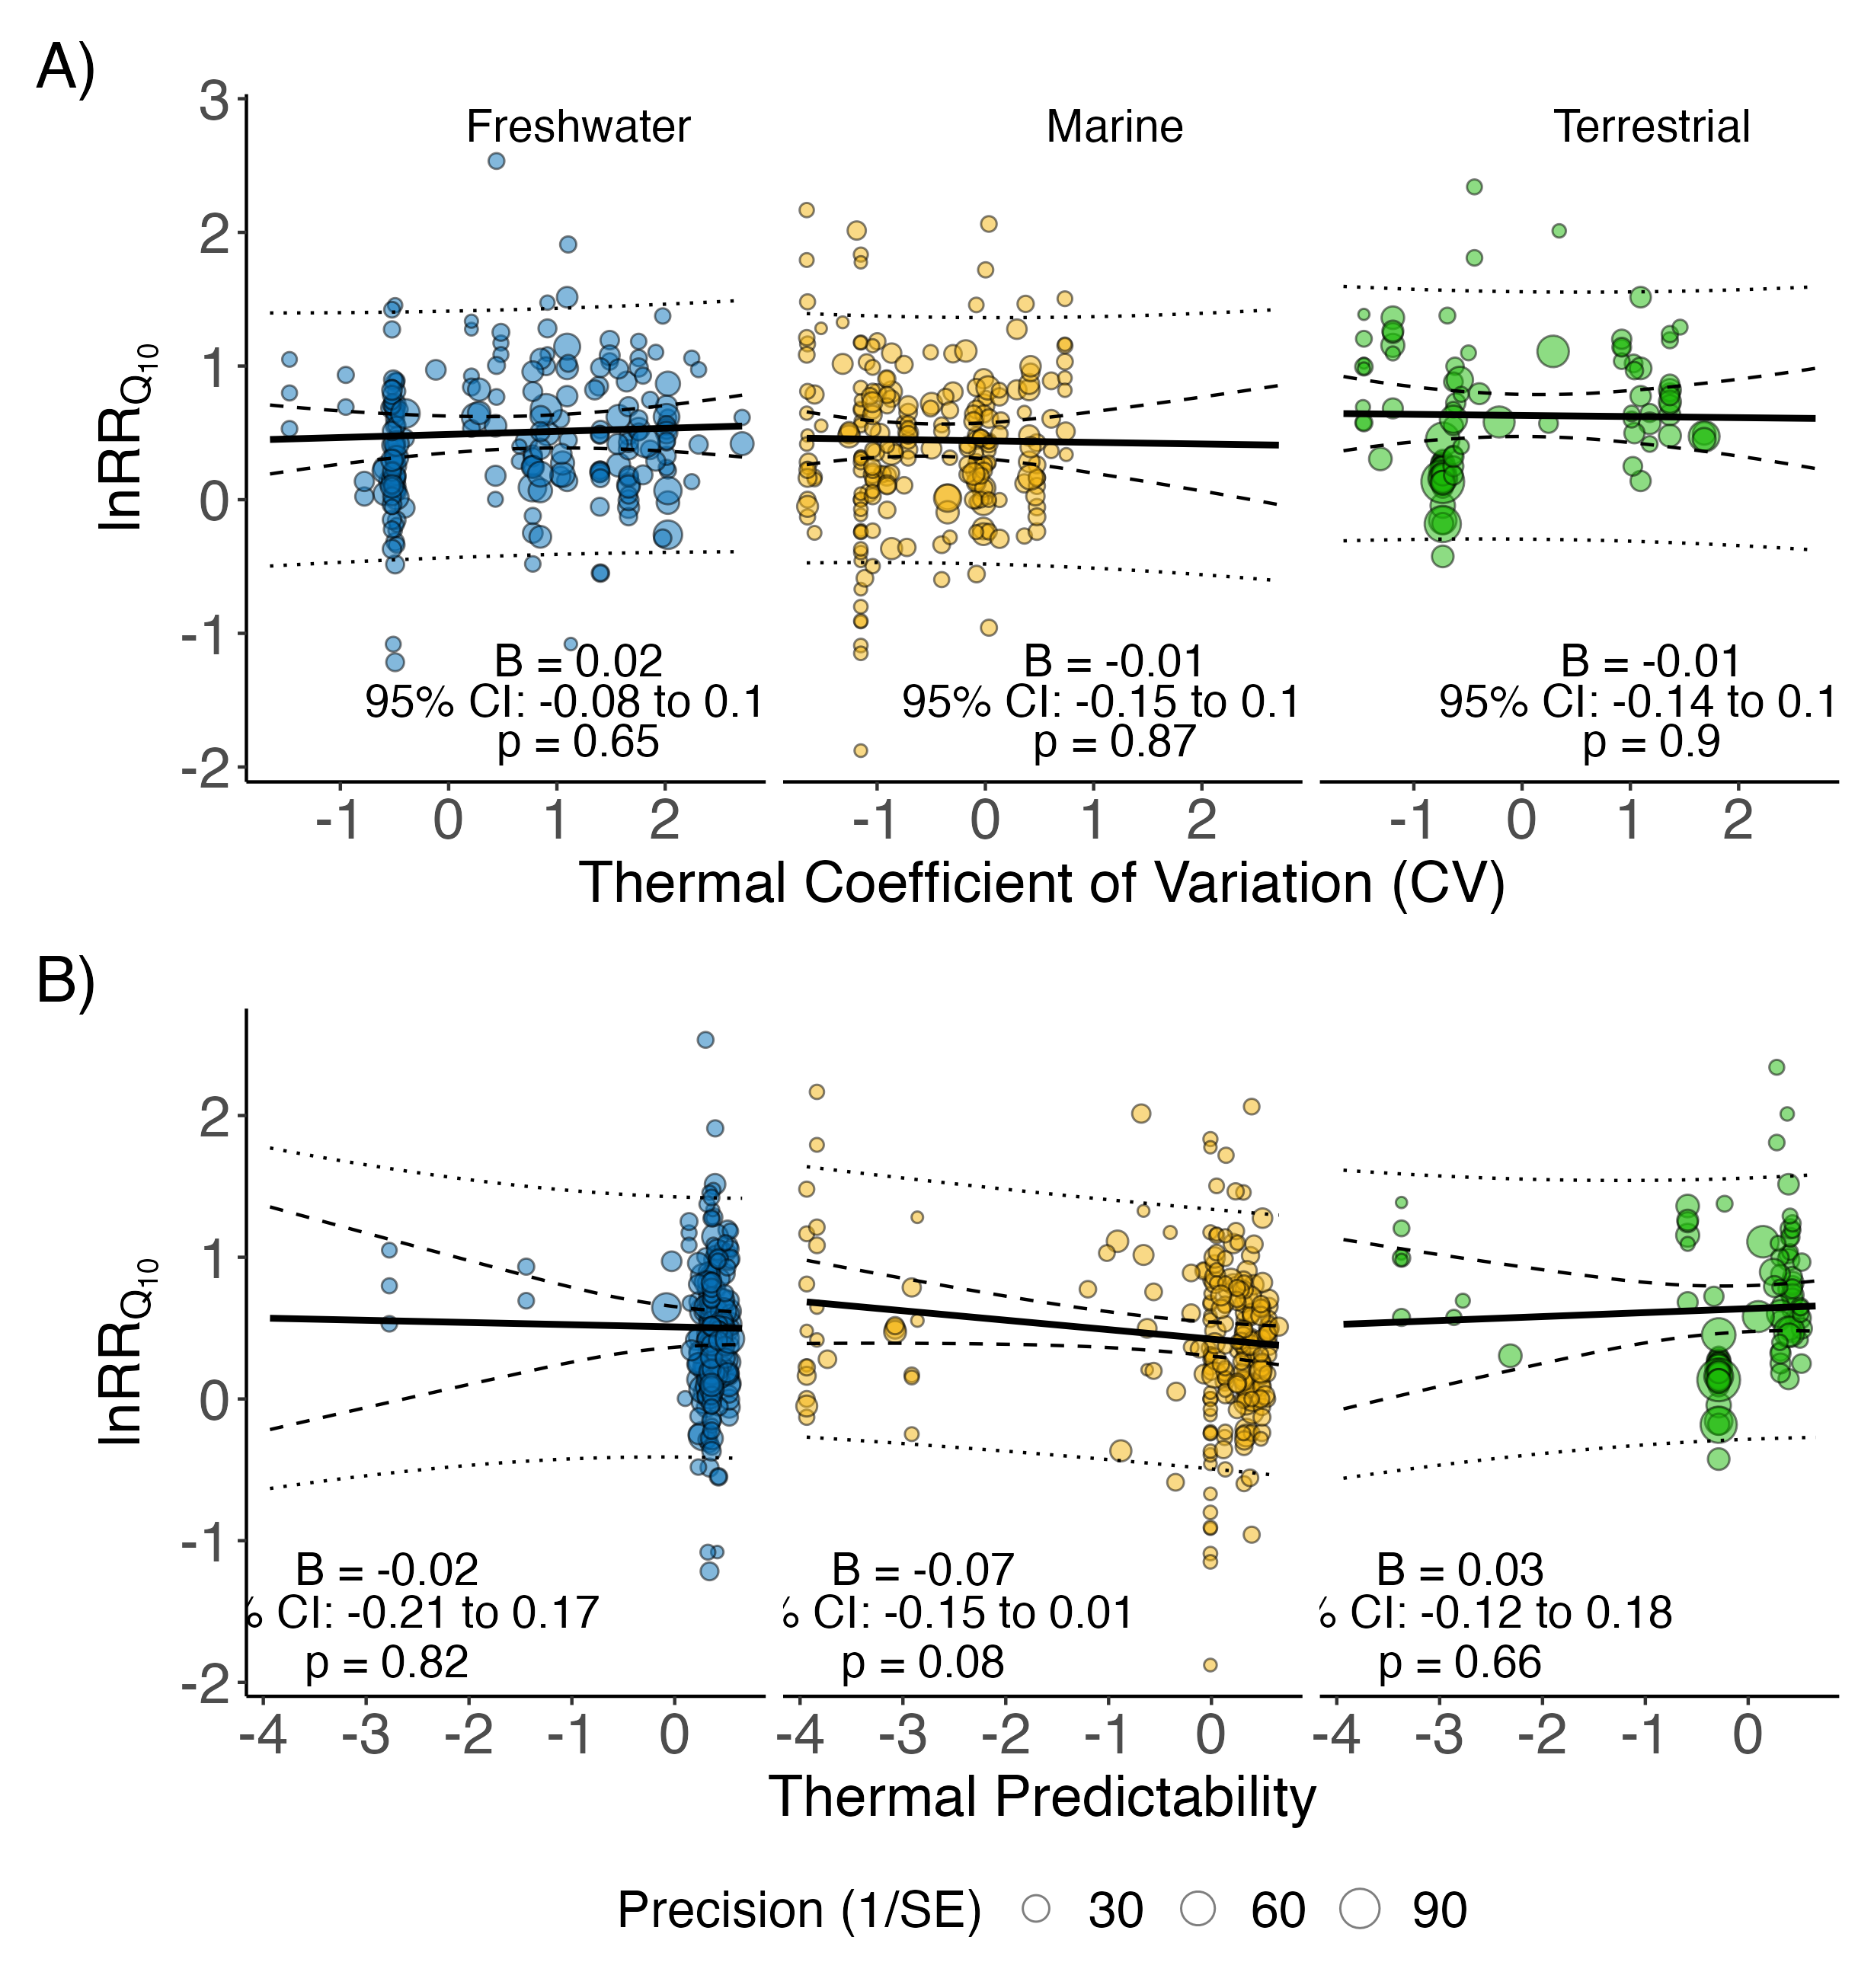 A)
3
2
1
0
-1
-2
lnRRQ10
Freshwater
Marine
Terrestrial
B = 0.02
95% CI: -0.08 to 0.1
p = 0.65
B = -0.01
95% CI: -0.15 to 0.1
p = 0.87
B = -0.01
95% CI: -0.14 to 0.1
p = 0.9
-1 0 1 2
-1 0 1 2
-1 0 1 2
Thermal Coefficient of Variation (CV)
B)
2
1
0
-1
-2
lnRRQ10
B = -0.02
% CI: -0.21 to 0.17
p = 0.82
B = -0.07
% CI: -0.15 to 0.01
p = 0.08
B = 0.03
% CI: -0.12 to 0.18
p = 0.66
-4 -3 -2 -1 0
-4 -3 -2 -1 0
-4 -3 -2 -1 0
Thermal Predictability
Precision (1/SE) 30 60 90